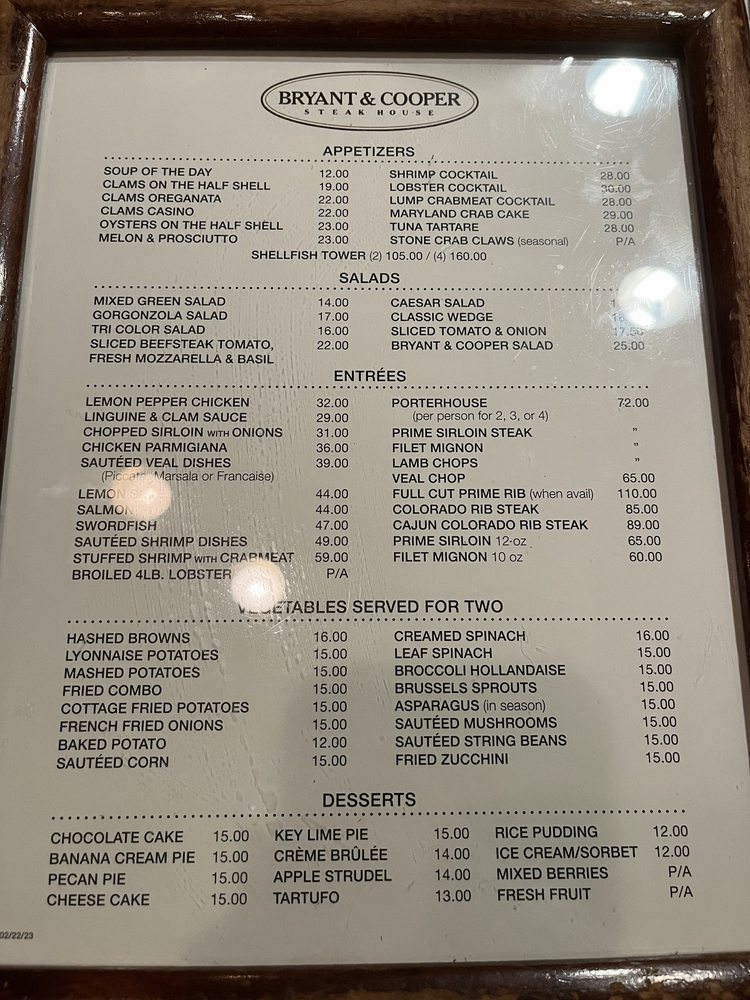 BRYANT & COOPER
STEAK HOUSE
APPETIZERS
SOUP OF THE DAY 12.00
CLAMS ON THE HALF SHELL 19.00
CLAMS OREGANATA 22.00
CLAMS CASINO 22.00
OYSTERS ON THE HALF SHELL 23.00
MELON & PROSCIUTTO 23.00
SHRIMP COCKTAIL 28.00
LOBSTER COCKTAIL 30.00
LUMP CRABMEAT COCKTAIL 28.00
MARYLAND CRAB CAKE 29.00
TUNA TARTARE 28.00
STONE CRAB CLAWS (seasonal) P/A
SHELLFISH TOWER (2) 105.00 / (4) 160.00
SALADS
MIXED GREEN SALAD 14.00
GORGONZOLA SALAD 17.00
TRI COLOR SALAD 16.00
SLICED BEEFSTEAK TOMATO, 22.00
FRESH MOZZARELLA & BASIL
CAESAR SALAD
CLASSIC WEDGE
SLICED TOMATO & ONION 17.50
BRYANT & COOPER SALAD 25.00
ENTRÉES
LEMON PEPPER CHICKEN 32.00
LINGUINE & CLAM SAUCE 29.00
CHOPPED SIRLOIN WITH ONIONS 31.00
CHICKEN PARMIGIANA 36.00
SAUTÉED VEAL DISHES 39.00
(Piccata, Marsala or Francaise)
LEMON 44.00
SALMON 44.00
SWORDFISH 47.00
SAUTÉED SHRIMP DISHES 49.00
STUFFED SHRIMP WITH CRABMEAT 59.00
BROILED 4LB. LOBSTER P/A
PORTERHOUSE 72.00
(per person for 2, 3, or 4)
PRIME SIRLOIN STEAK "
FILET MIGNON "
LAMB CHOPS "
VEAL CHOP 65.00
FULL CUT PRIME RIB (when avail) 110.00
COLORADO RIB STEAK 85.00
CAJUN COLORADO RIB STEAK 89.00
PRIME SIRLOIN 12-oz 65.00
FILET MIGNON 10 oz 60.00
VEGETABLES SERVED FOR TWO
HASHED BROWNS 16.00
LYONNAISE POTATOES 15.00
MASHED POTATOES 15.00
FRIED COMBO 15.00
COTTAGE FRIED POTATOES 15.00
FRENCH FRIED ONIONS 15.00
BAKED POTATO 12.00
SAUTÉED CORN 15.00
CREAMED SPINACH 16.00
LEAF SPINACH 15.00
BROCCOLI HOLLANDAISE 15.00
BRUSSELS SPROUTS 15.00
ASPARAGUS (in season) 15.00
SAUTÉED MUSHROOMS 15.00
SAUTÉED STRING BEANS 15.00
FRIED ZUCCHINI 15.00
DESSERTS
CHOCOLATE CAKE 15.00
BANANA CREAM PIE 15.00
PECAN PIE 15.00
CHEESE CAKE 15.00
KEY LIME PIE 15.00
CRÈME BRÛLÉE 14.00
APPLE STRUDEL 14.00
TARTUFO 13.00
RICE PUDDING 12.00
ICE CREAM/SORBET 12.00
MIXED BERRIES P/A
FRESH FRUIT P/A
02/22/23